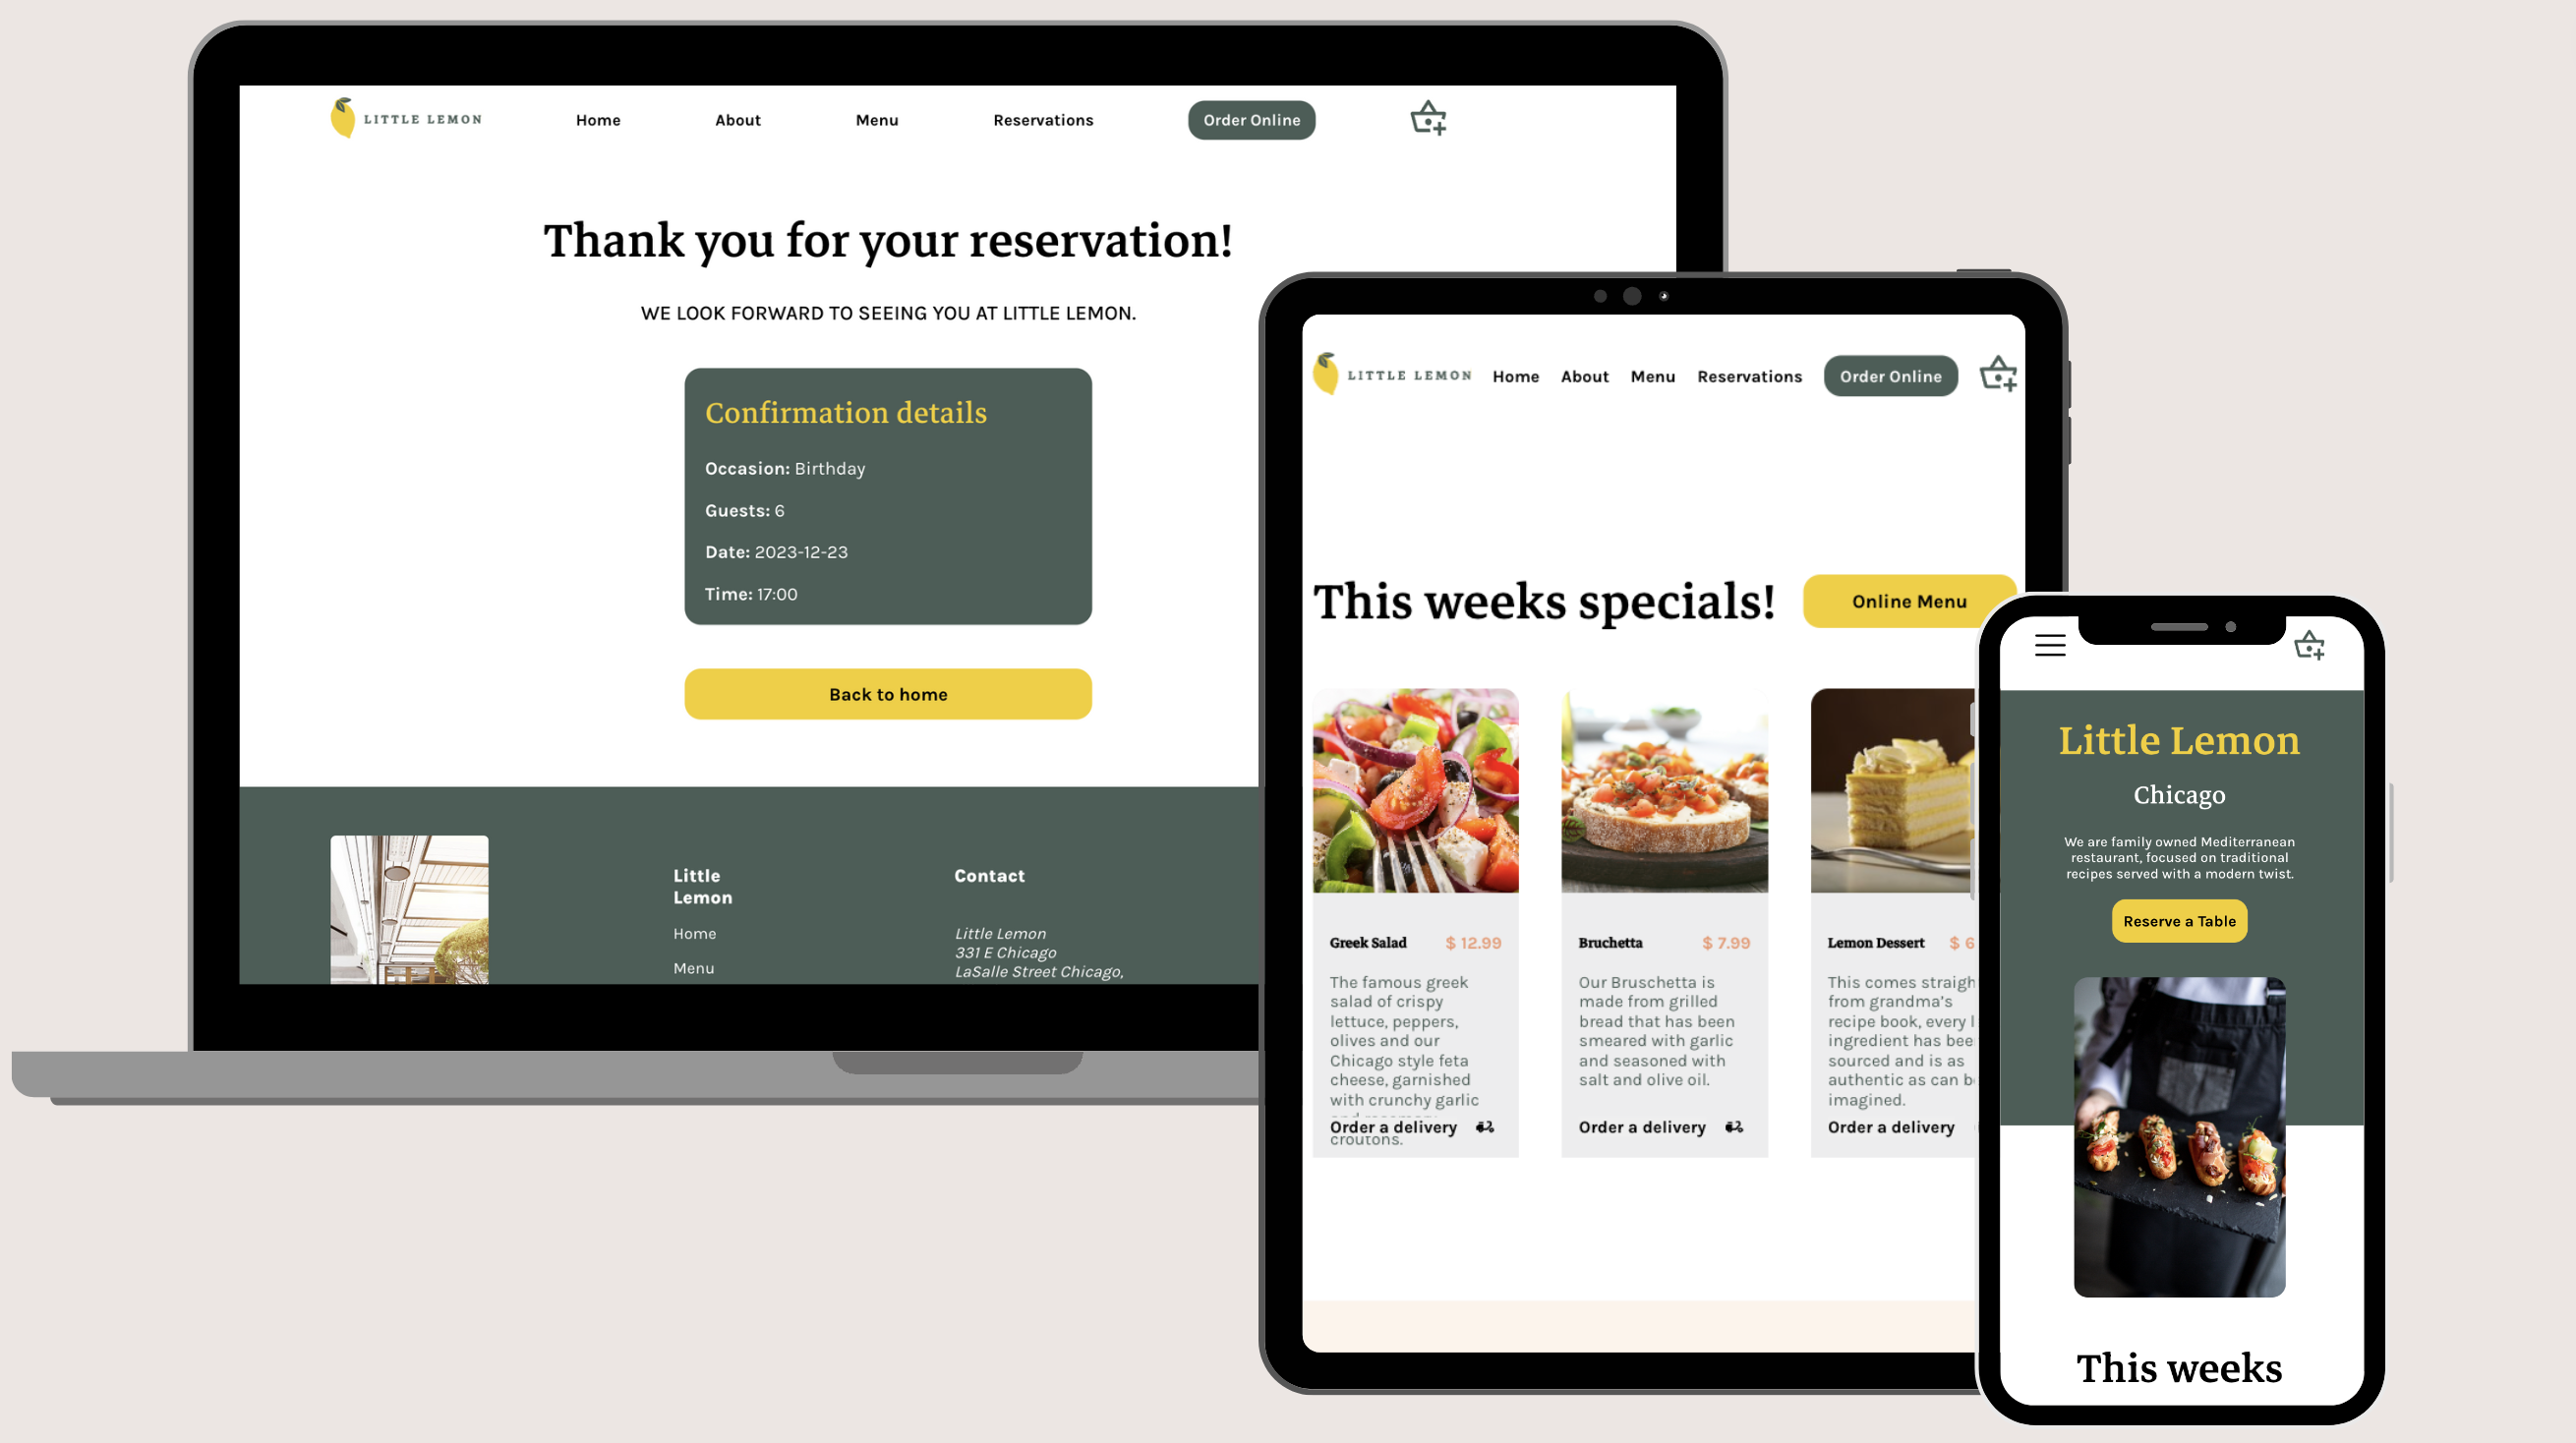 LITTLE LEMON
Home
About
Menu
Reservations
Order Online
Thank you for your reservation!
WE LOOK FORWARD TO SEEING YOU AT LITTLE LEMON.
Confirmation details
Occasion: Birthday
Guests: 6
Date: 2023-12-23
Time: 17:00
Back to home
Little
Lemon
Home
Menu
Contact
Little Lemon
331 E Chicago
LaSalle Street Chicago,
LITTLE LEMON
Home
About
Menu
Reservations
Order Online
This weeks specials!
Online Menu
Greek Salad
$ 12.99
The famous greek
salad of crispy
lettuce, peppers,
olives and our
Chicago style feta
cheese, garnished
with crunchy garlic
Order a delivery
croutons.
Bruchetta
$ 7.99
Our Bruschetta is
made from grilled
bread that has been
smeared with garlic
and seasoned with
salt and olive oil.
Order a delivery
Lemon Dessert
$ 6
This comes straigh
from grandma's
recipe book, every l
ingredient has bee
sourced and is as
authentic as can b
imagined.
Order a delivery
Little Lemon
Chicago
We are family owned Mediterranean
restaurant, focused on traditional
recipes served with a modern twist.
Reserve a Table
This weeks